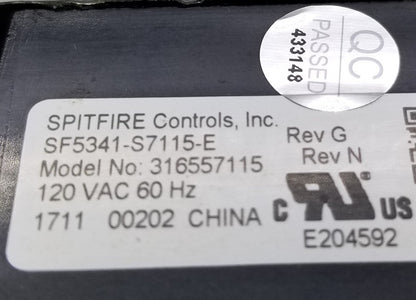 QC
PASSED
433148
SPITFIRE Controls, Inc.
SF5341-S7115-E
Rev G
Model No: 316557115
Rev N
120 VAC 60 Hz
1711 00202 CHINA
C RU US
E204592